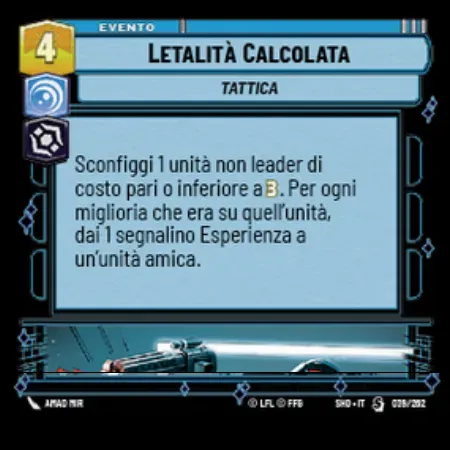 EVENTO
4
LETALITÀ CALCOLATA
TATTICA
Sconfiggi 1 unità non leader di
costo pari o inferiore a 3. Per ogni
miglioria che era su quell'unità,
dai 1 segnalino Esperienza a
un'unità amica.
AMAD MIR
© LFL © FFG
SHD • IT
039/262